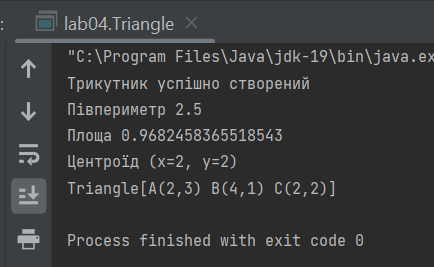 :
lab04.Triangle
"C:\Program Files\Java\jdk-19\bin\java.ex
Трикутник успішно створений
Півпериметр 2.5
Площа 0.9682458365518543
Центроїд (x=2, y=2)
Triangle[A(2,3) B(4,1) C(2,2)]
Process finished with exit code 0